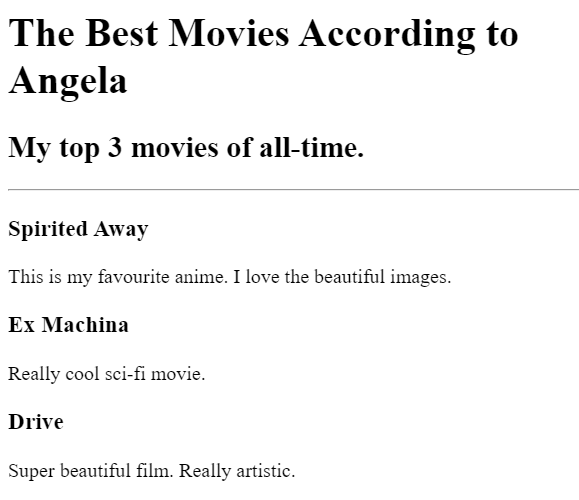 The Best Movies According to
Angela
My top 3 movies of all-time.
Spirited Away
This is my favourite anime. I love the beautiful images.
Ex Machina
Really cool sci-fi movie.
Drive
Super beautiful film. Really artistic.